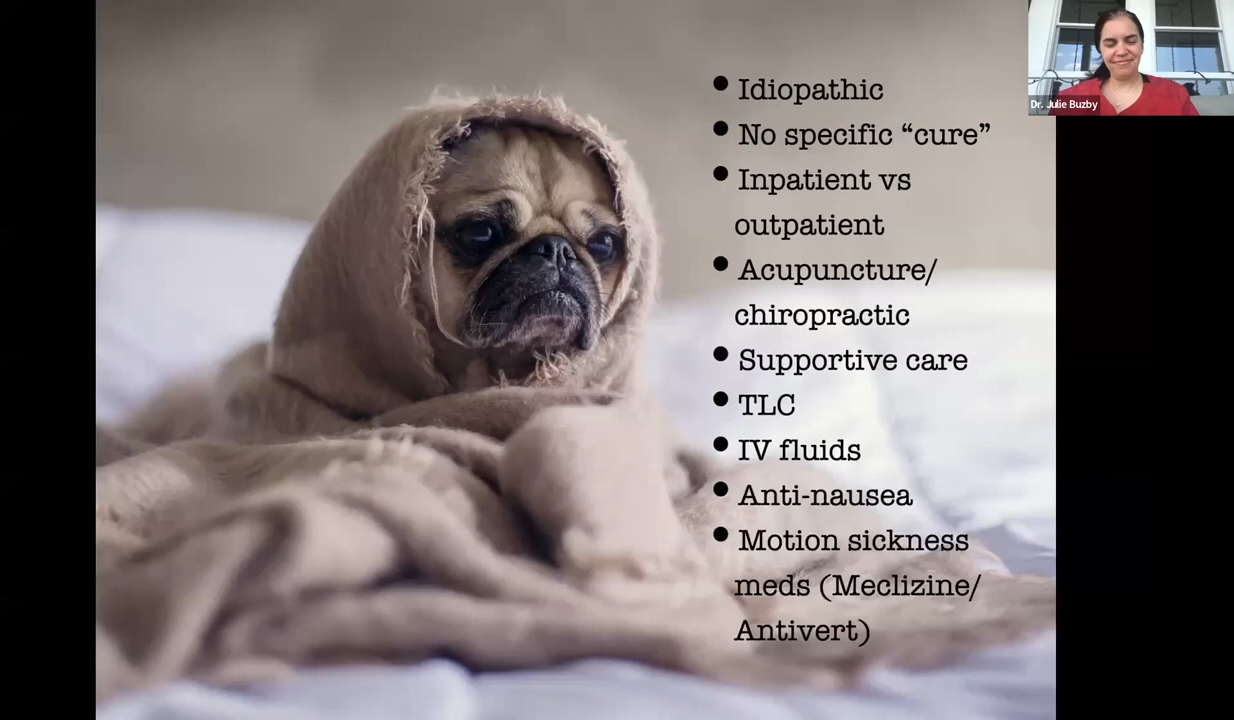 • Idiopathic
• No specific “cure”
• Inpatient vs
outpatient
• Acupuncture/
chiropractic
• Supportive care
• TLC
• IV fluids
• Anti-nausea
• Motion sickness
meds (Meclizine/
Antivert)
Dr. Julie Buzby